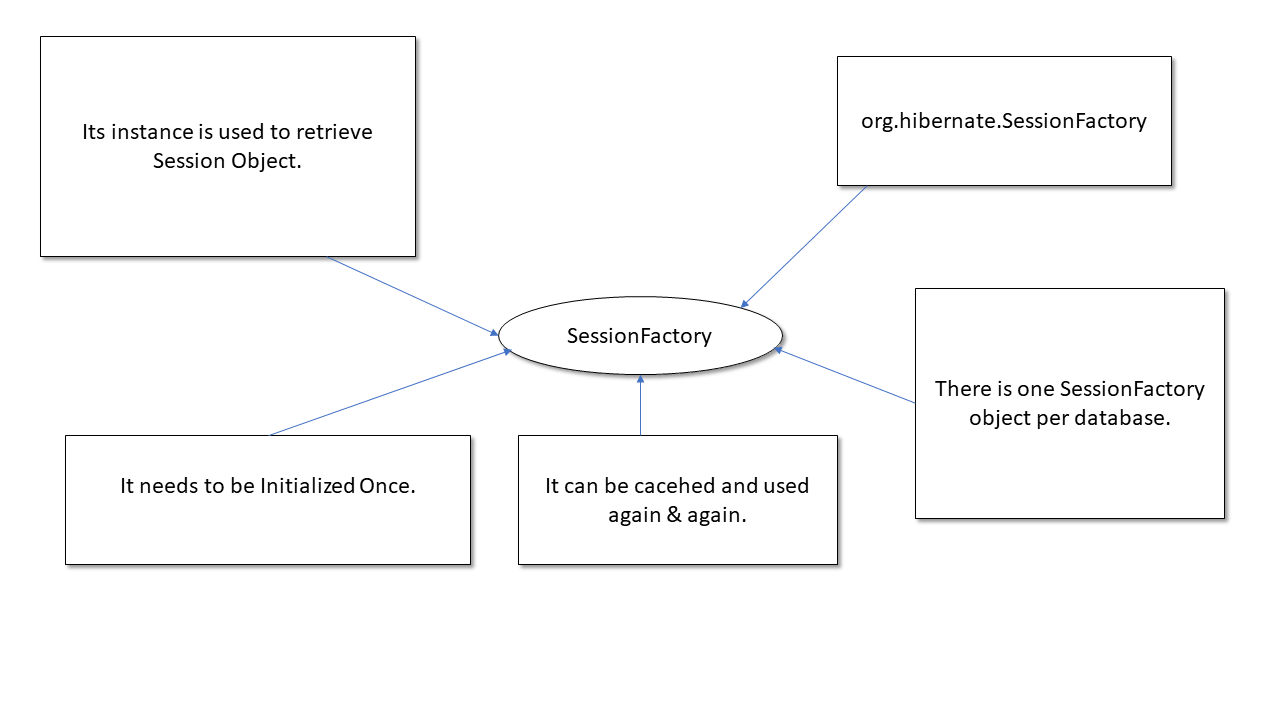 Its instance is used to retrieve
Session Object.
org.hibernate.SessionFactory
SessionFactory
There is one SessionFactory
object per database.
It needs to be Initialized Once.
It can be cacehed and used
again & again.